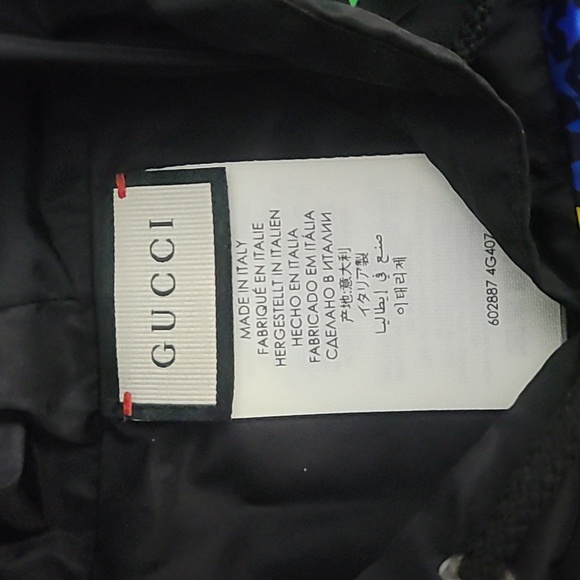 GUCCI
MADE IN ITALY
FABRIQUÉ EN ITALIE
HERGESTELLT IN ITALIEN
HECHO EN ITALIA
FABRICADO EM ITÁLIA
СДЕЛАНО В ИТАЛИИ
产地:意大利
イタリア製
صنع في إيطاليا
이태리제
602887 4G407